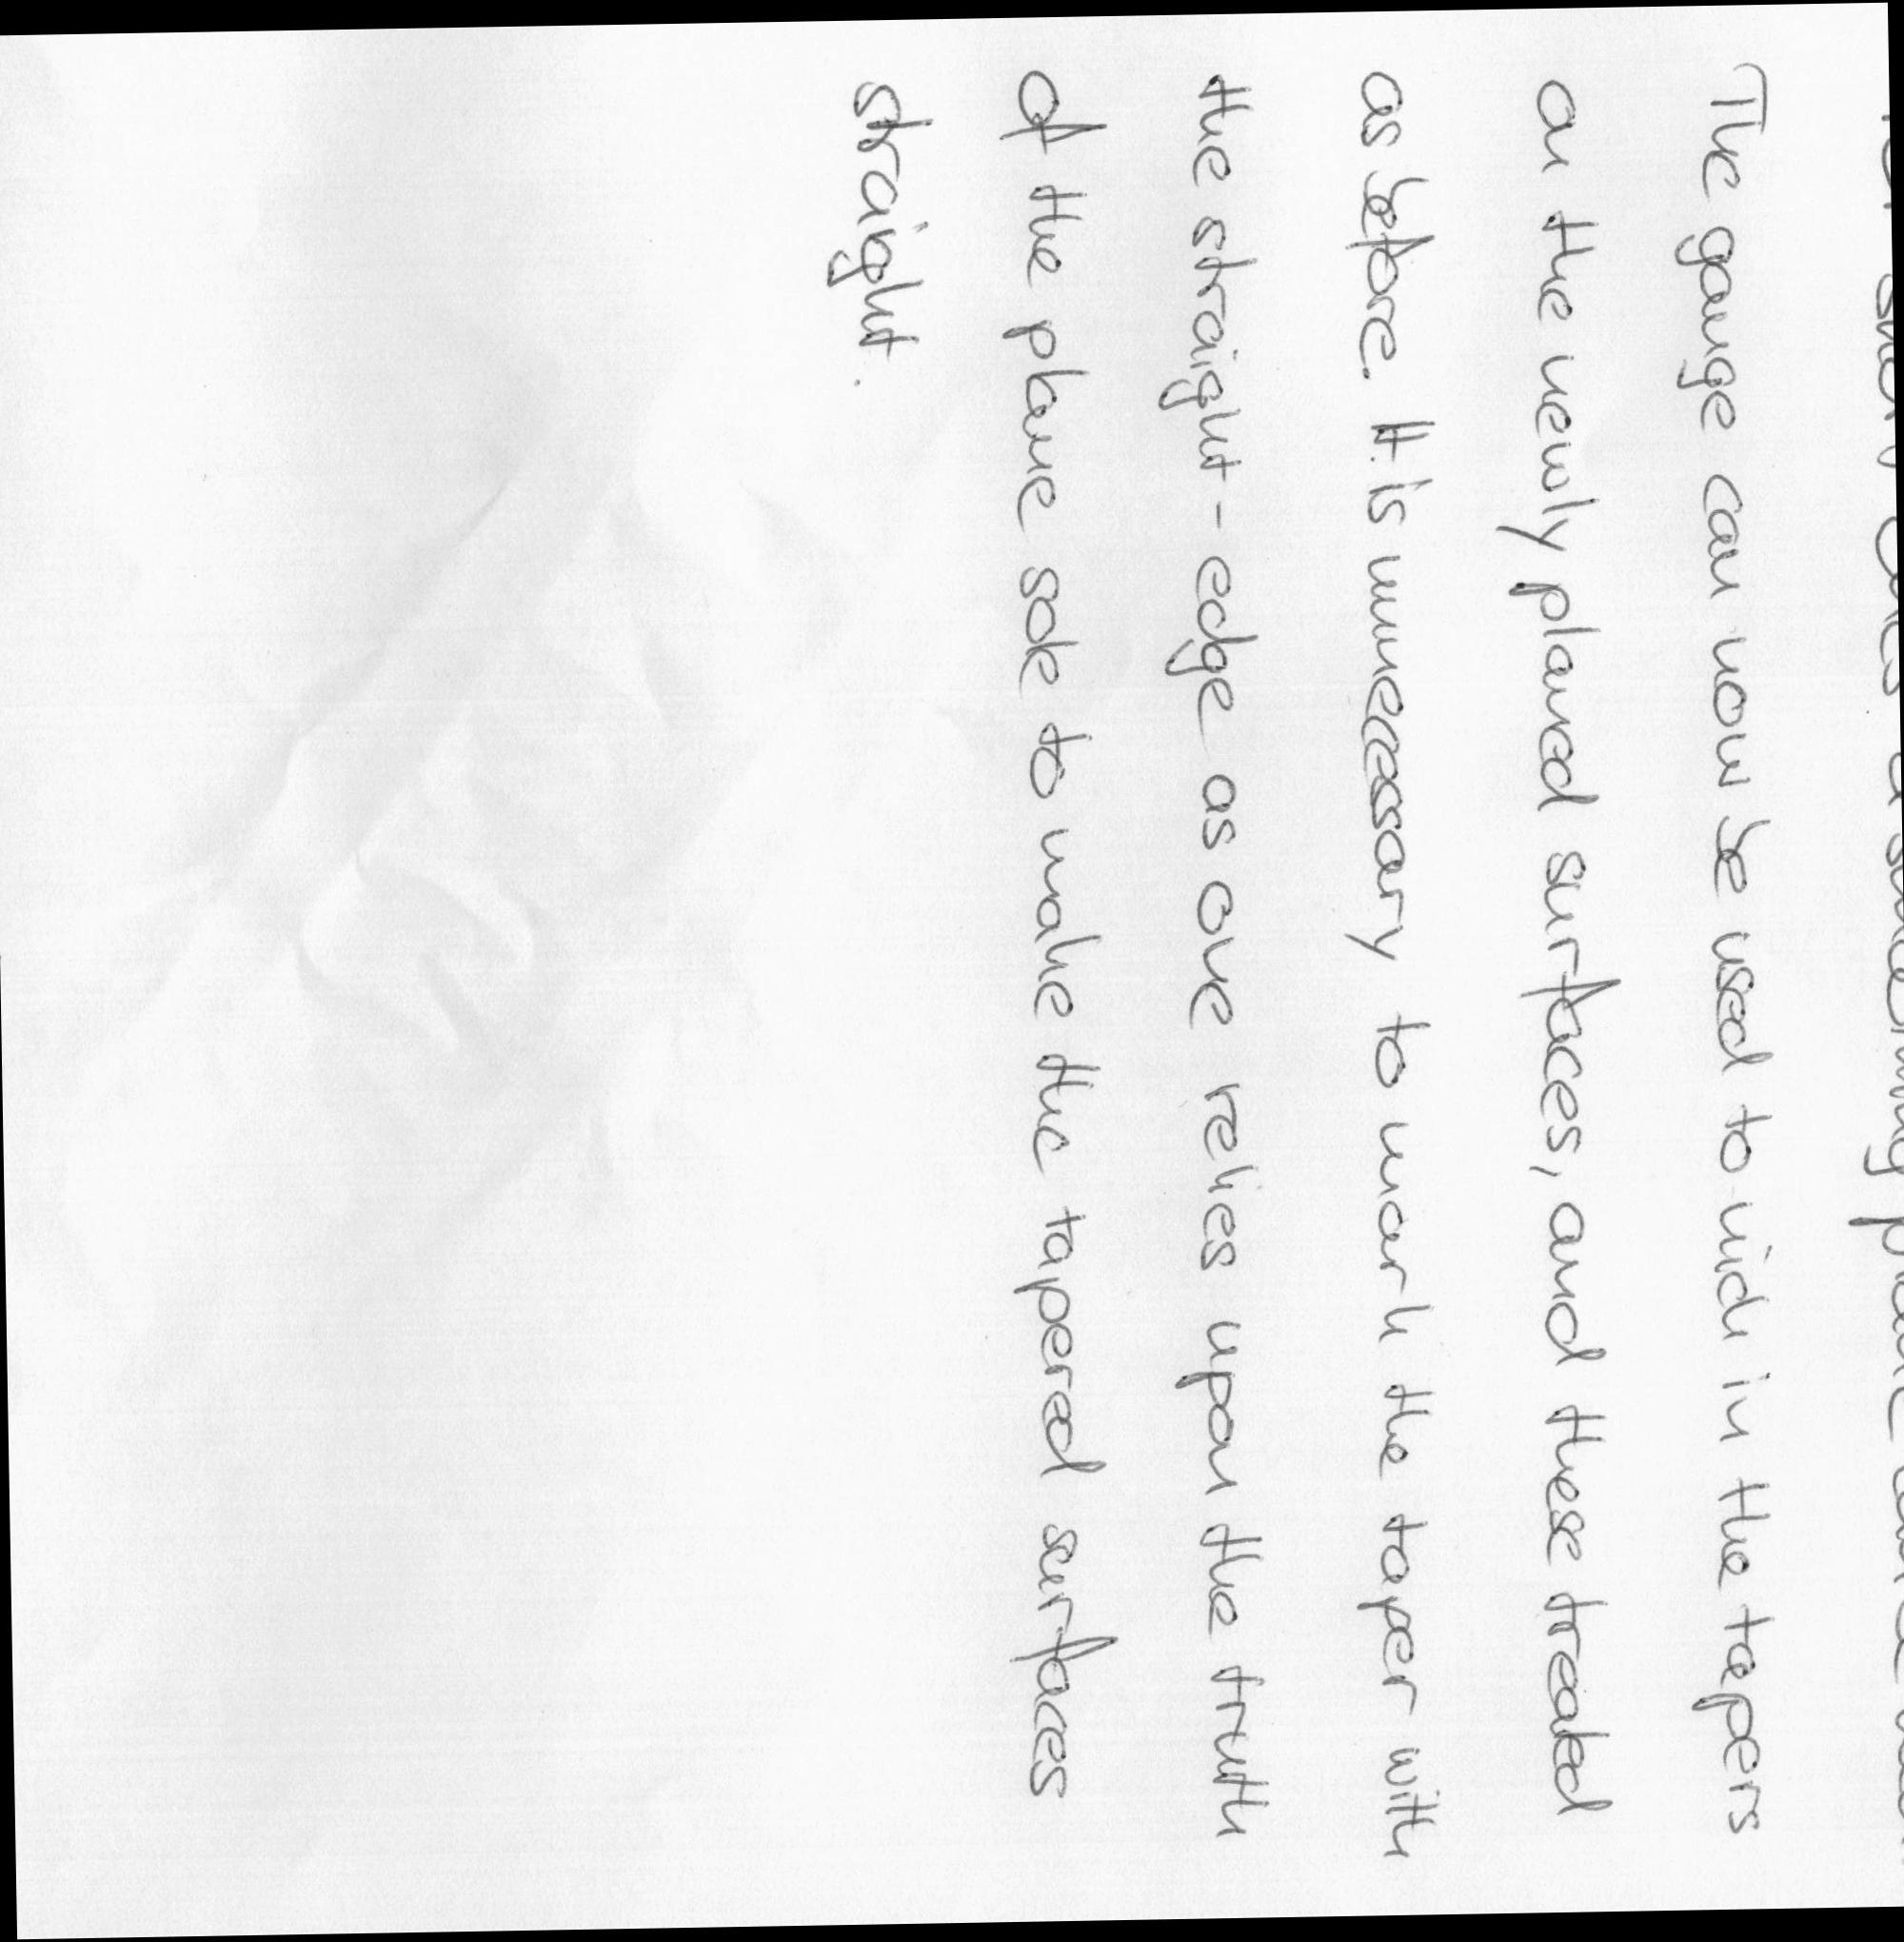 The gauge can now be used to nick in the tapers
on the newly planed surfaces, and these treated
as before. It is unnecessary to mark the taper with
the straight-edge as one relies upon the truth
of the plane sole to make the tapered surfaces
straight.